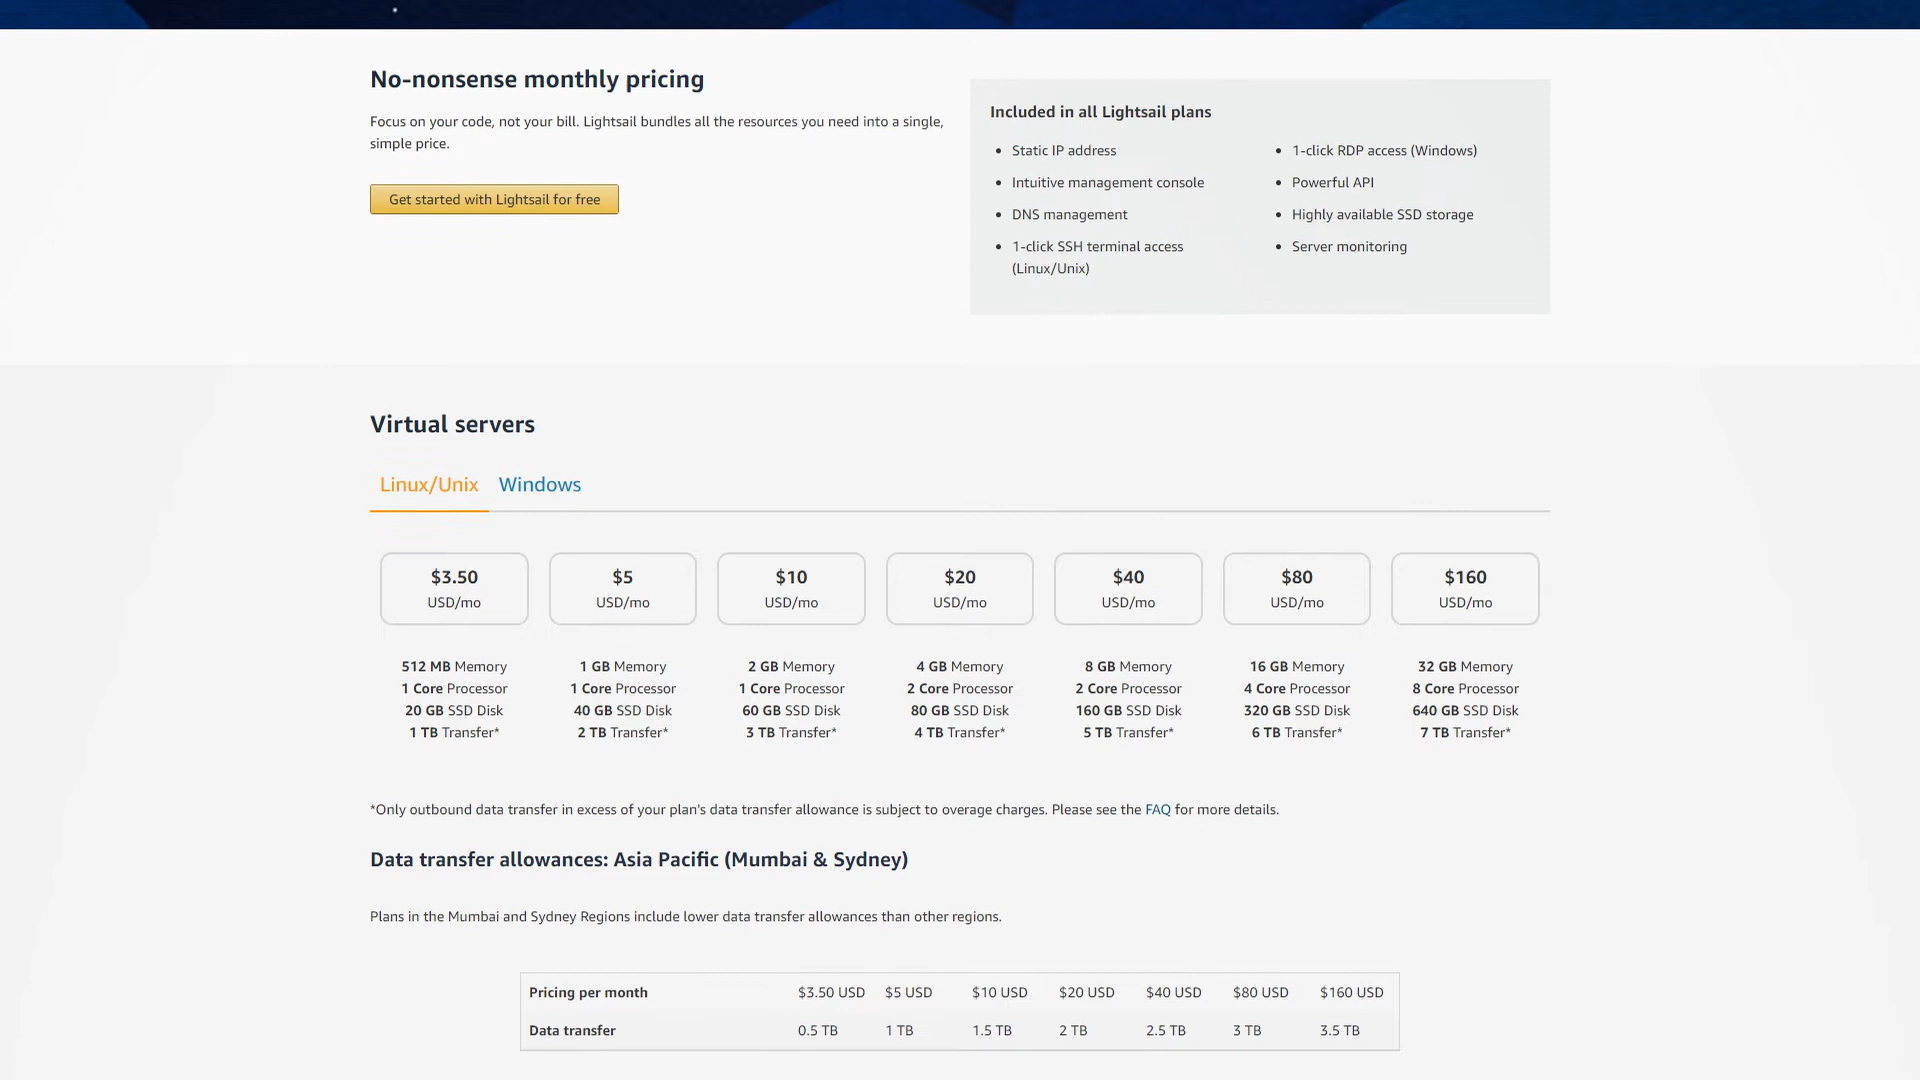 No-nonsense monthly pricing
Focus on your code, not your bill. Lightsail bundles all the resources you need into a single,
simple price.
Get started with Lightsail for free
Included in all Lightsail plans
Static IP address
Intuitive management console
DNS management
1-click SSH terminal access
(Linux/Unix)
1-click RDP access (Windows)
Powerful API
Highly available SSD storage
Server monitoring
Virtual servers
Linux/Unix Windows
$3.50 $5 $10 $20 $40 $80 $160
USD/mo USD/mo USD/mo USD/mo USD/mo USD/mo USD/mo
512 MB Memory 1 GB Memory 2 GB Memory 4 GB Memory 8 GB Memory 16 GB Memory 32 GB Memory
1 Core Processor 1 Core Processor 1 Core Processor 2 Core Processor 2 Core Processor 4 Core Processor 8 Core Processor
20 GB SSD Disk 40 GB SSD Disk 60 GB SSD Disk 80 GB SSD Disk 160 GB SSD Disk 320 GB SSD Disk 640 GB SSD Disk
1 TB Transfer* 2 TB Transfer* 3 TB Transfer* 4 TB Transfer* 5 TB Transfer* 6 TB Transfer* 7 TB Transfer*
*Only outbound data transfer in excess of your plan's data transfer allowance is subject to overage charges. Please see the FAQ for more details.
Data transfer allowances: Asia Pacific (Mumbai & Sydney)
Plans in the Mumbai and Sydney Regions include lower data transfer allowances than other regions.
Pricing per month $3.50 USD $5 USD $10 USD $20 USD $40 USD $80 USD $160 USD
Data transfer 0.5 TB 1 TB 1.5 TB 2 TB 2.5 TB 3 TB 3.5 TB